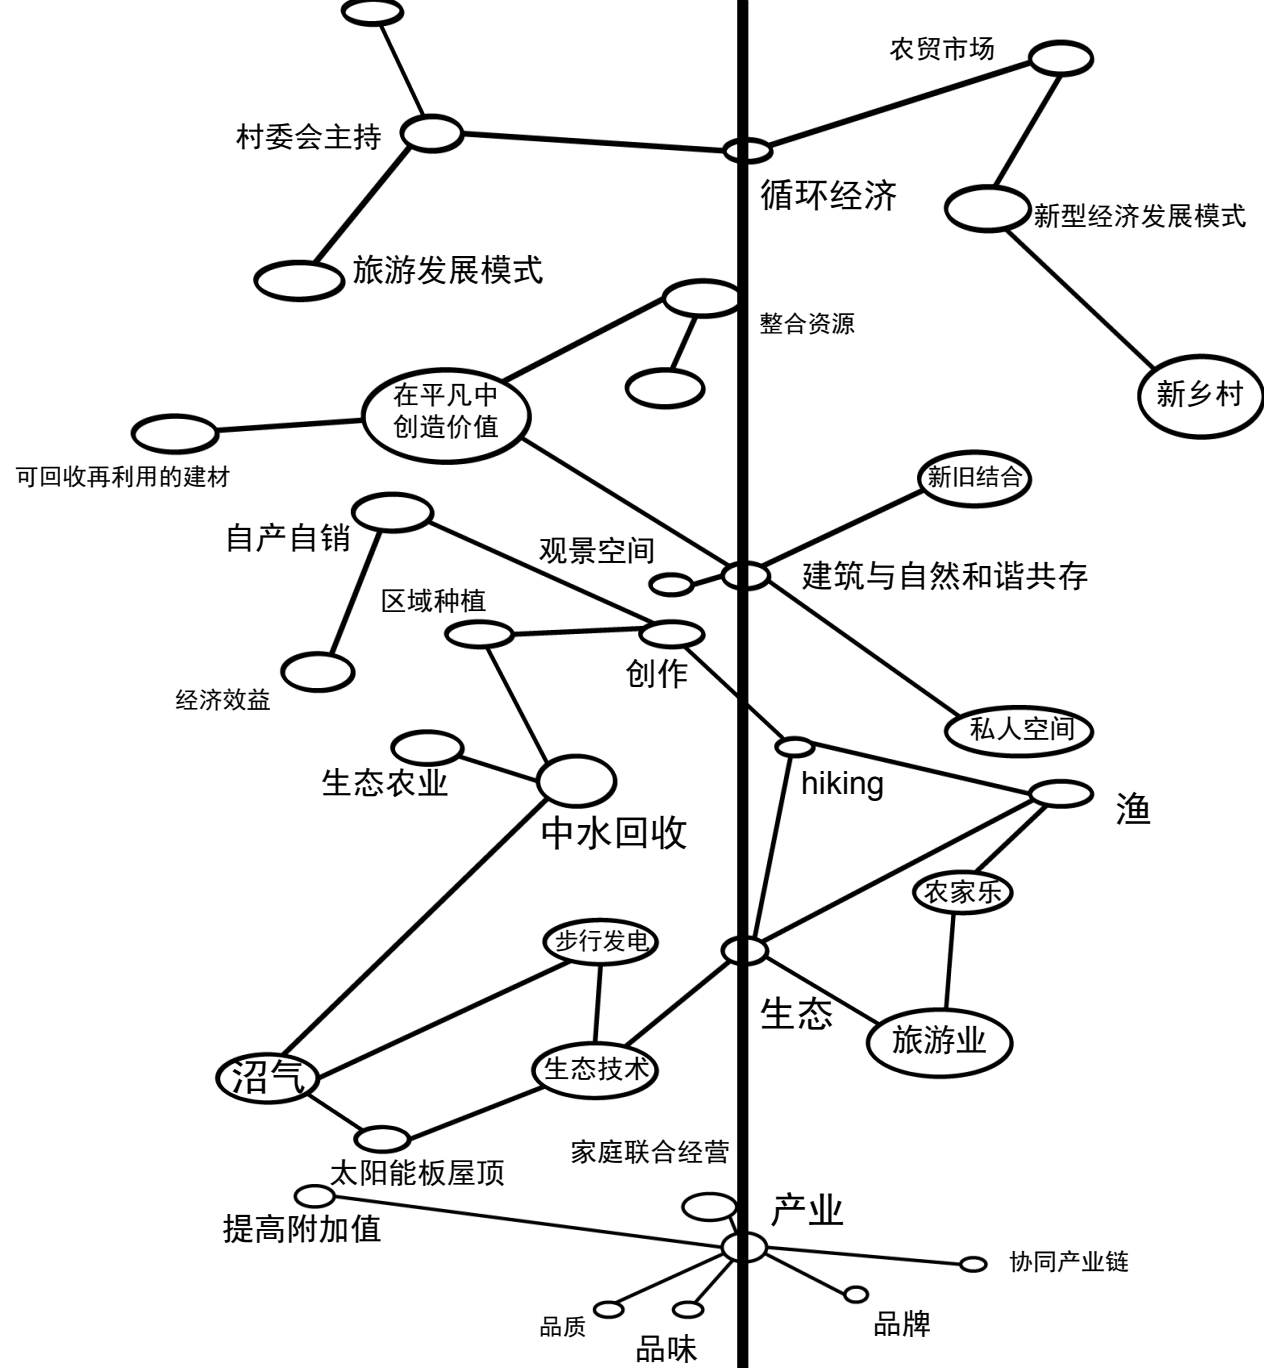 农贸市场
村委会主持
循环经济
新型经济发展模式
旅游发展模式
整合资源
在平凡中
创造价值
新乡村
可回收再利用的建材
新旧结合
自产自销
观景空间
建筑与自然和谐共存
区域种植
创作
经济效益
私人空间
生态农业
hiking
渔
中水回收
农家乐
步行发电
生态
旅游业
沼气
生态技术
家庭联合经营
太阳能板屋顶
产业
提高附加值
协同产业链
品质
品牌
品味